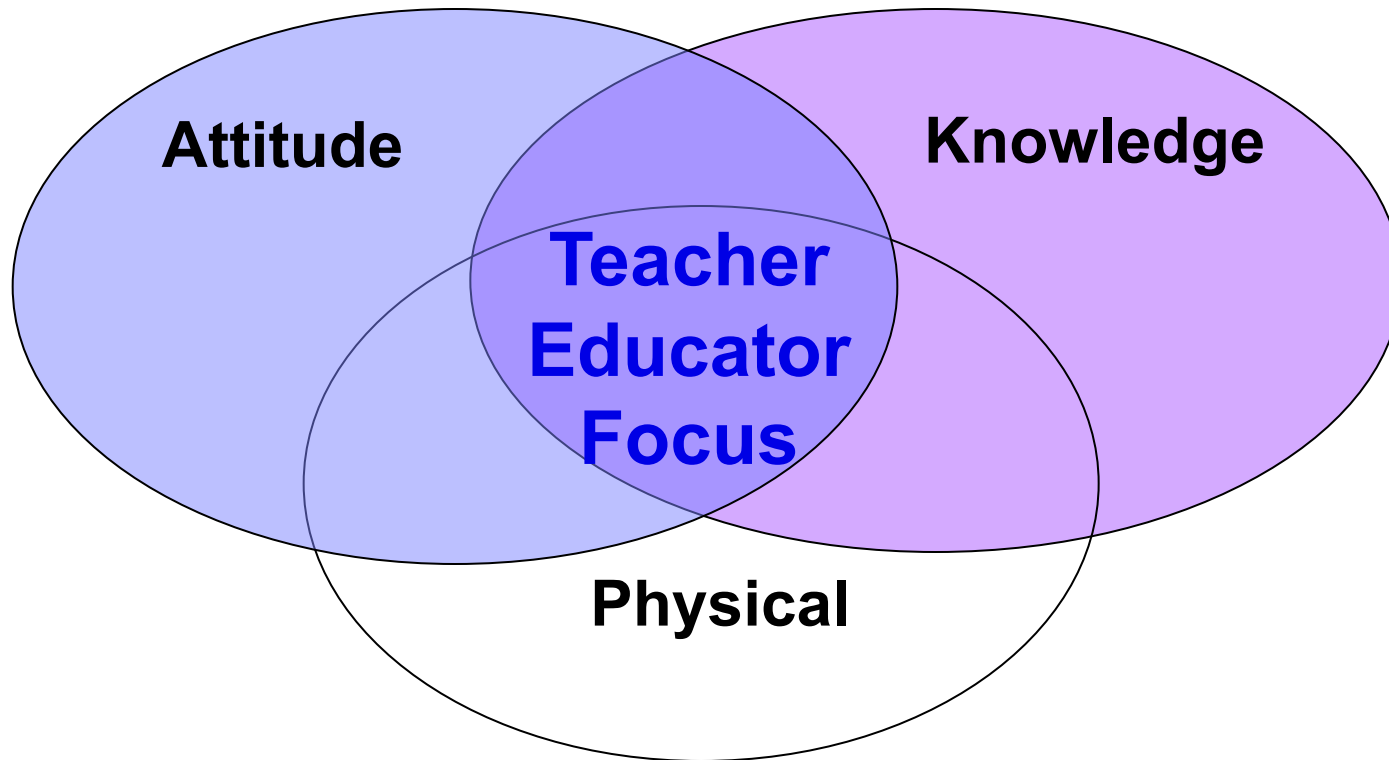 Attitude
Knowledge
Teacher
Educator
Focus
Physical